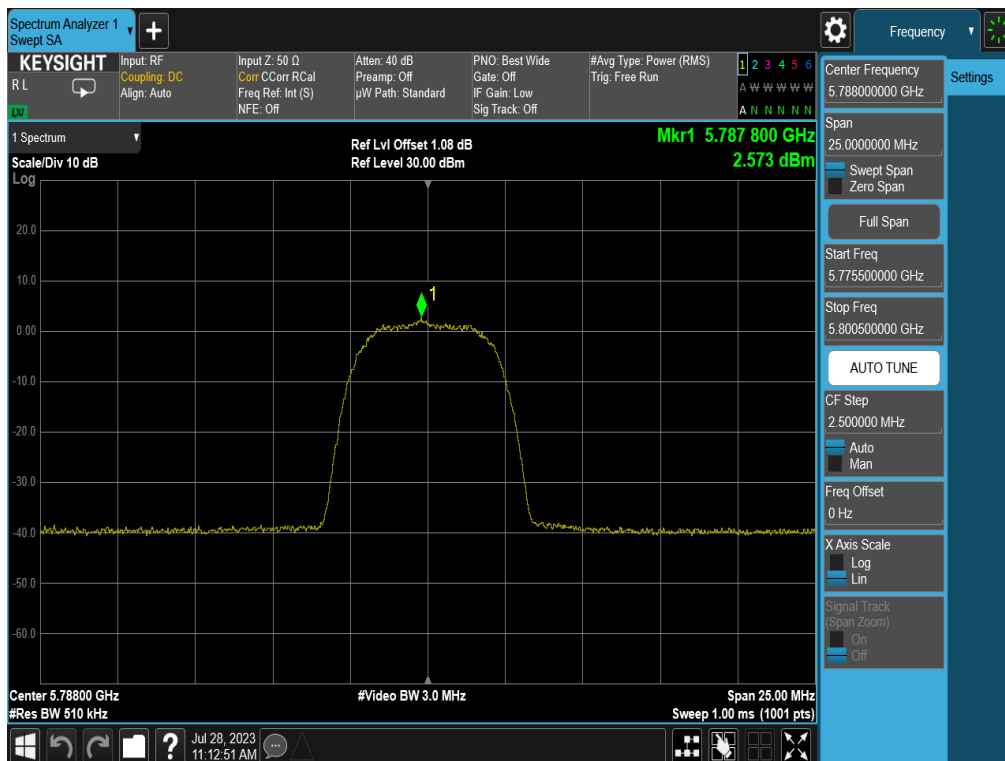 Spectrum Analyzer 1
Swept SA
+
Frequency
KEYSIGHT
R L
LXI
Input: RF
Coupling: DC
Align: Auto
Input Z: 50 Ω
Corr CCorr RCal
Freq Ref: Int (S)
NFE: Off
Atten: 40 dB
Preamp: Off
µW Path: Standard
PNO: Best Wide
Gate: Off
IF Gain: Low
Sig Track: Off
#Avg Type: Power (RMS)
Trig: Free Run
1 2 3 4 5 6
A W W W W W
A N N N N N
1 Spectrum
Scale/Div 10 dB
Log
Ref Lvl Offset 1.08 dB
Ref Level 30.00 dBm
Mkr1 5.787 800 GHz
2.573 dBm
20.0
10.0
0.00
-10.0
-20.0
-30.0
-40.0
-50.0
-60.0
1
Center 5.78800 GHz
#Res BW 510 kHz
#Video BW 3.0 MHz
Span 25.00 MHz
Sweep 1.00 ms (1001 pts)
Center Frequency
5.788000000 GHz
Settings
Span
25.0000000 MHz
Swept Span
Zero Span
Full Span
Start Freq
5.775500000 GHz
Stop Freq
5.800500000 GHz
AUTO TUNE
CF Step
2.500000 MHz
Auto
Man
Freq Offset
0 Hz
X Axis Scale
Log
Lin
Signal Track
(Span Zoom)
On
Off
?
Jul 28, 2023
11:12:51 AM